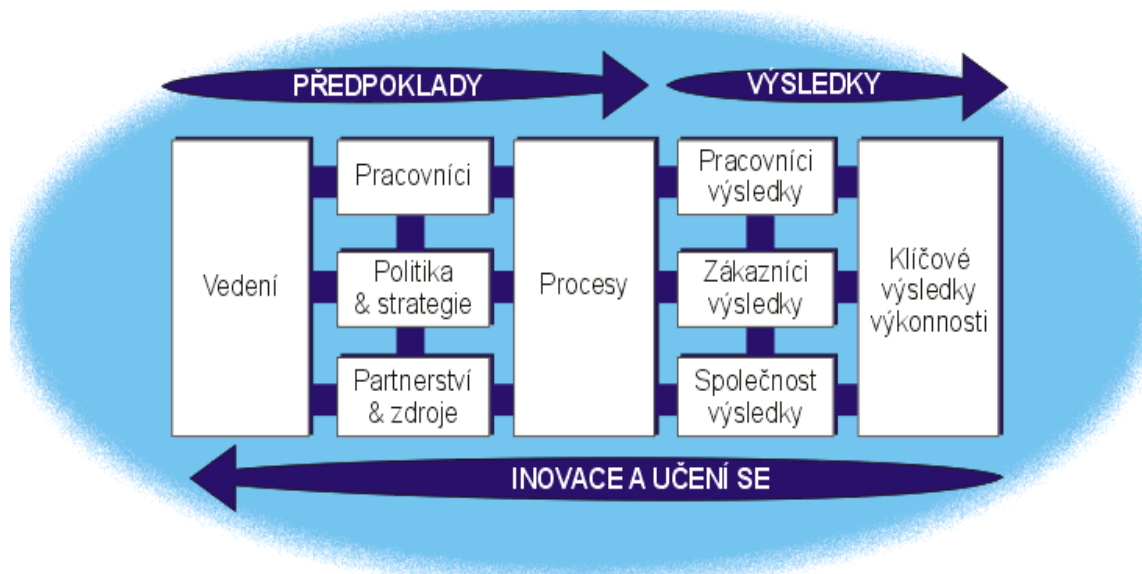 PŘEDPOKLADY
VÝSLEDKY
Vedení
Pracovníci
Politika
& strategie
Partnerství
& zdroje
Procesy
Pracovníci
výsledky
Zákazníci
výsledky
Společnost
výsledky
Klíčové
výsledky
výkonnosti
INOVACE A UČENÍ SE